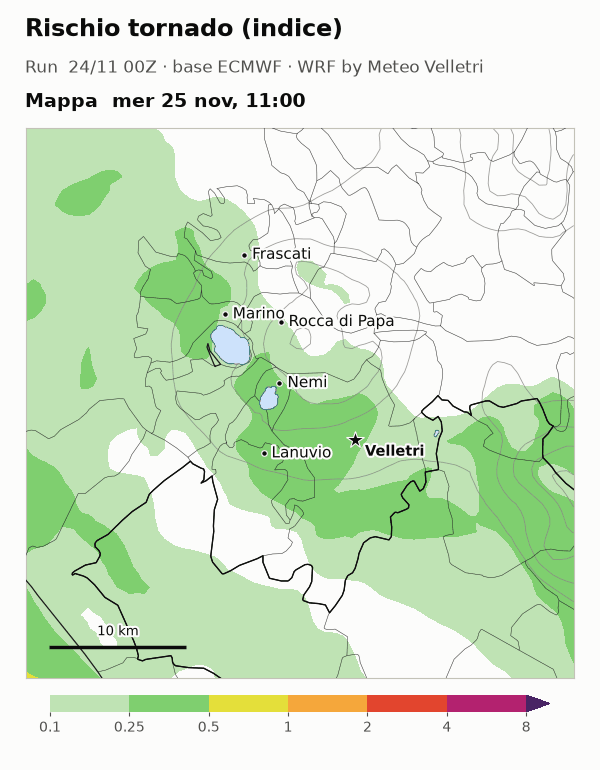 Rischio tornado (indice)
Run  24/11 00Z · base ECMWF · WRF by Meteo Velletri
Mappa  mer 25 nov, 11:00
Frascati
Marino
Rocca di Papa
Nemi
Velletri
Lanuvio
10 km
0.1 0.25 0.5 1 2 4 8